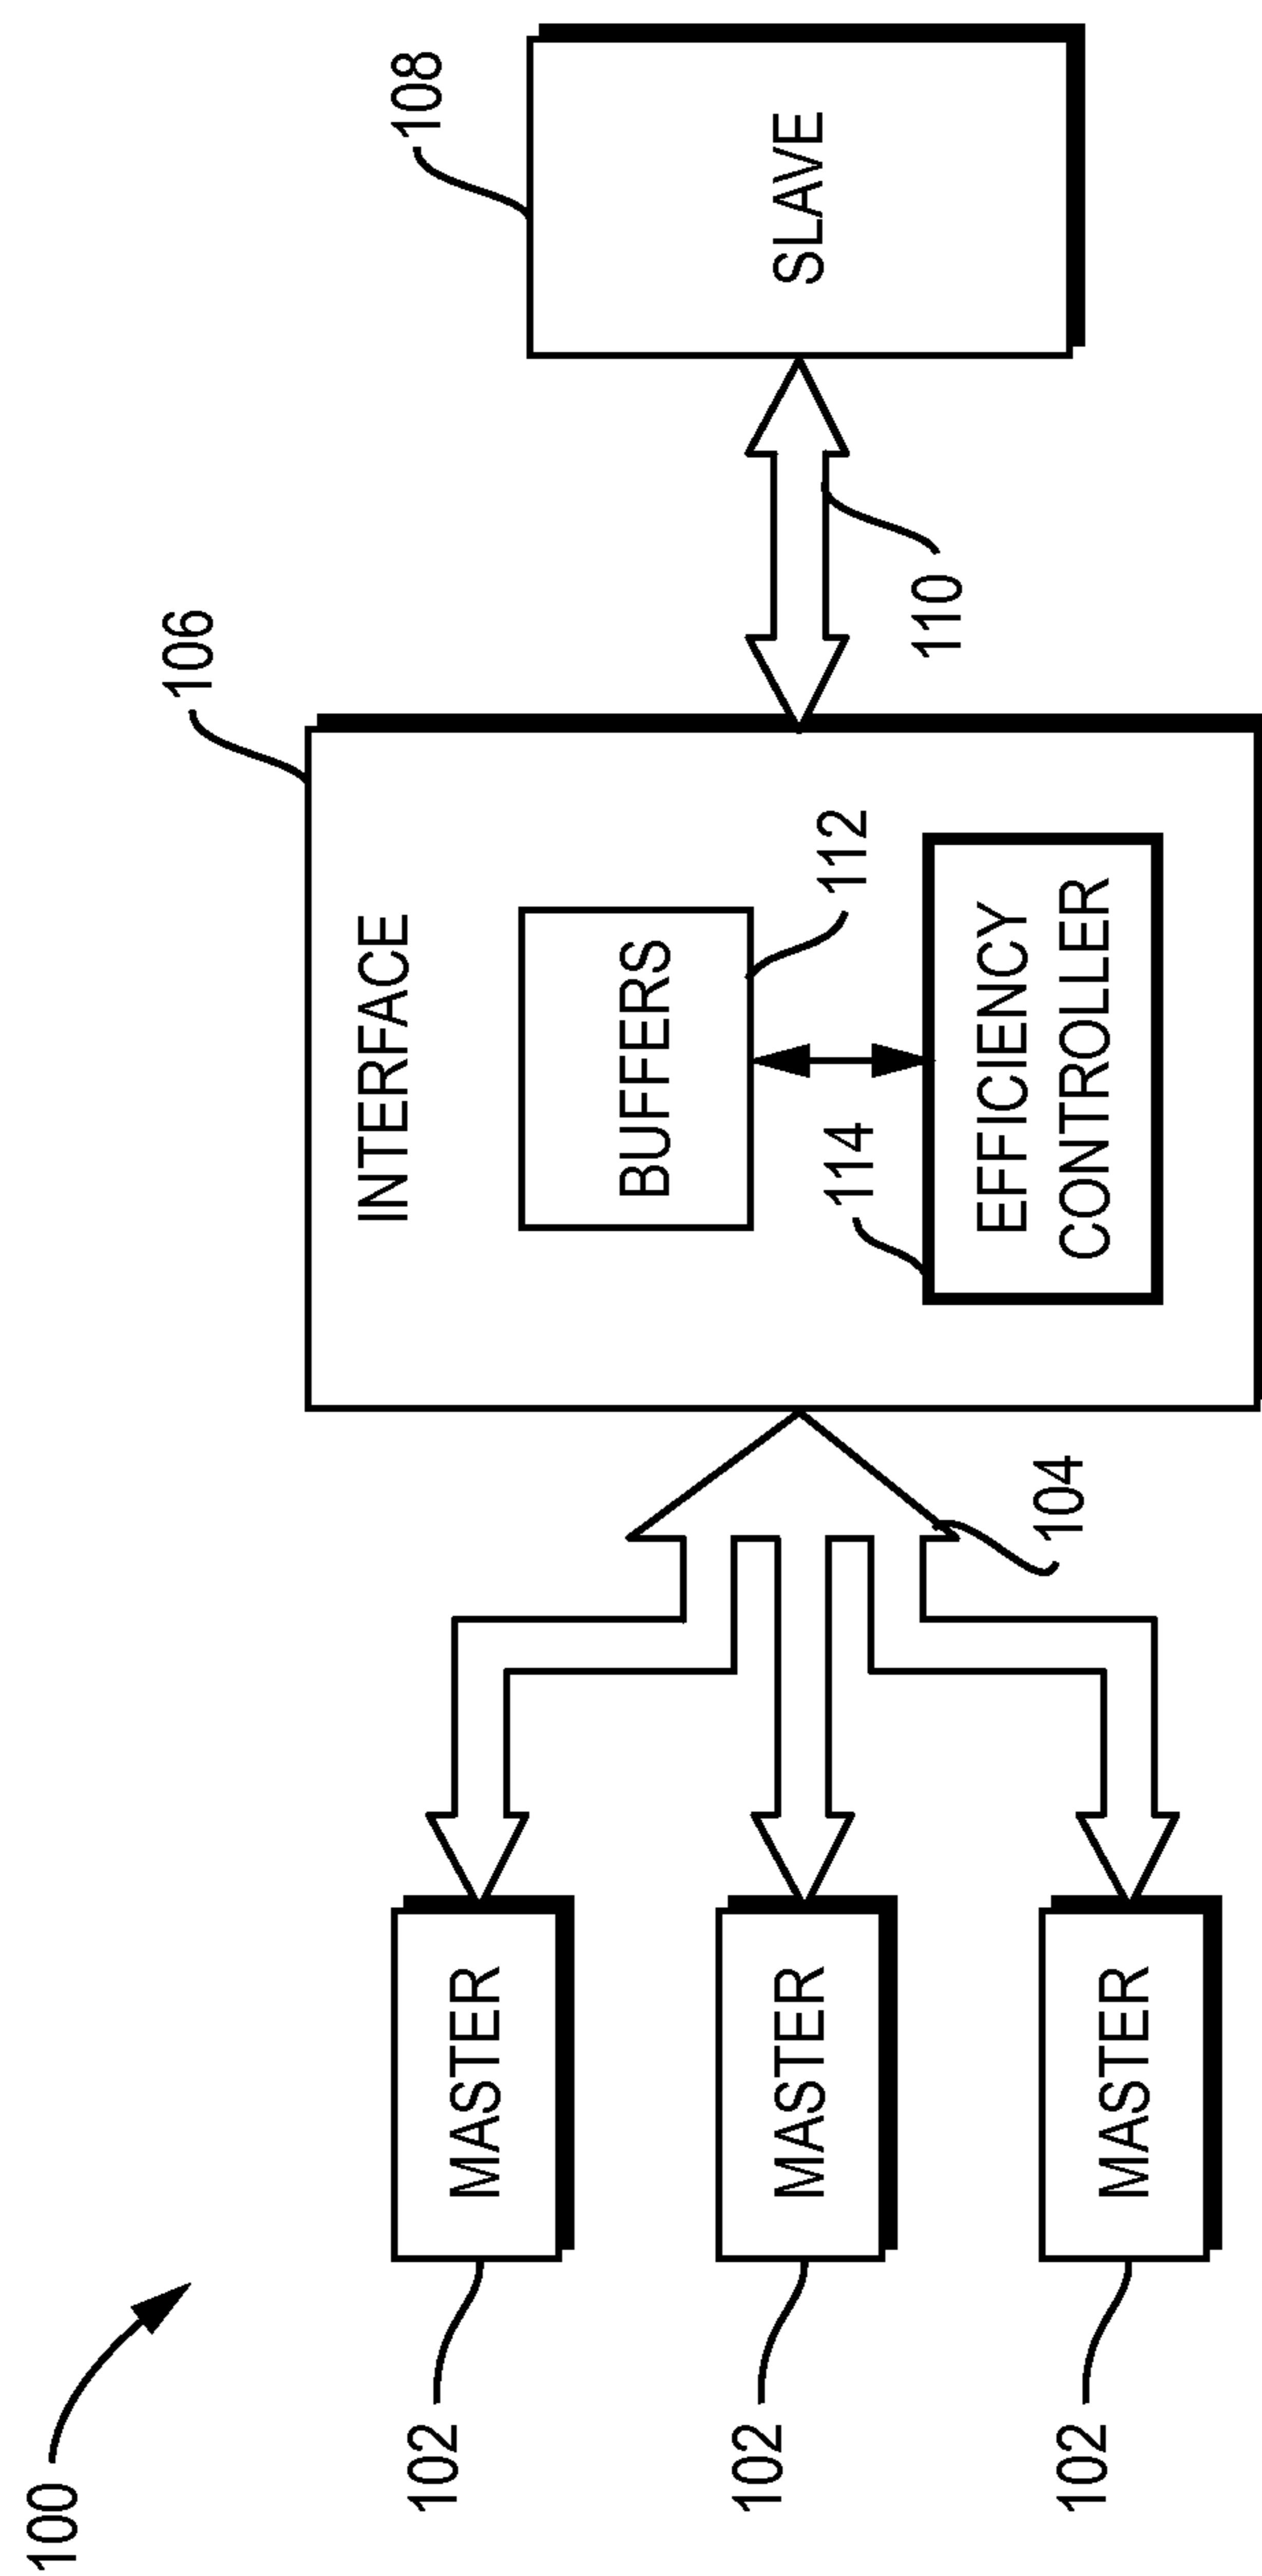 100
102
MASTER
102
MASTER
102
MASTER
104
106
INTERFACE
BUFFERS
112
114
EFFICIENCY
CONTROLLER
110
108
SLAVE